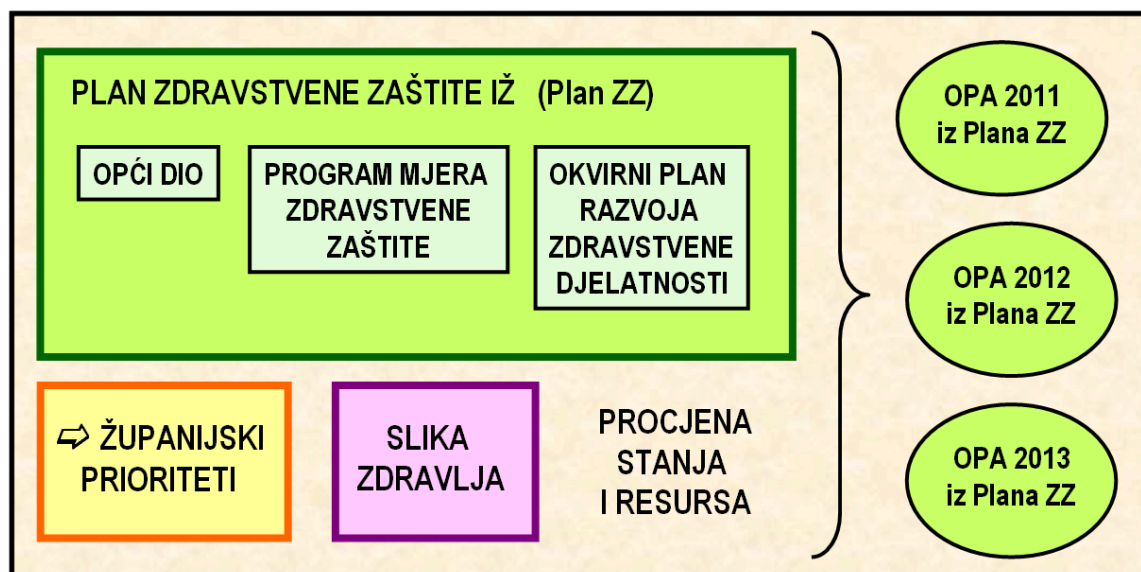 PLAN ZDRAVSTVENE ZAŠTITE IŽ (Plan ZZ)
OPĆI DIO
PROGRAM MJERA
ZDRAVSTVENE
ZAŠTITE
OKVIRNI PLAN
RAZVOJA
ZDRAVSTVENE
DJELATNOSTI
⇨ ŽUPANIJSKI
PRIORITETI
SLIKA
ZDRAVLJA
PROCJENA
STANJA
I RESURSA
OPA 2011
iz Plana ZZ
OPA 2012
iz Plana ZZ
OPA 2013
iz Plana ZZ